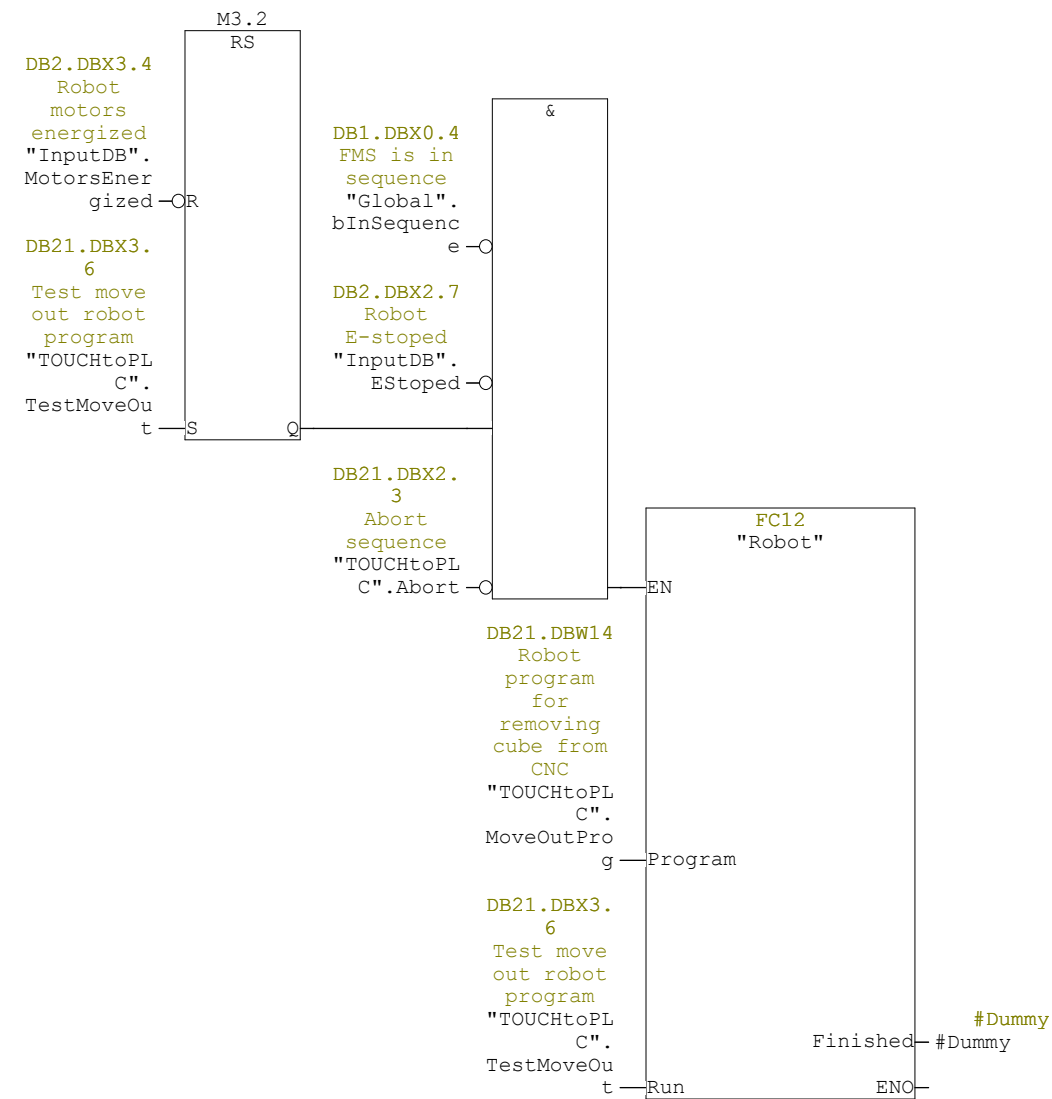 M3.2
RS
DB2.DBX3.4
Robot
motors
energized
"InputDB".
MotorsEner
gized
R
DB21.DBX3.
6
Test move
out robot
program
"TOUCHtoPL
C".
TestMoveOu
t
S
Q
&
DB1.DBX0.4
FMS is in
sequence
"Global".
bInSequenc
e
DB2.DBX2.7
Robot
E-stoped
"InputDB".
EStoped
DB21.DBX2.
3
Abort
sequence
"TOUCHtoPL
C".Abort
FC12
"Robot"
EN
DB21.DBW14
Robot
program
for
removing
cube from
CNC
"TOUCHtoPL
C".
MoveOutPro
g
Program
DB21.DBX3.
6
Test move
out robot
program
"TOUCHtoPL
C".
TestMoveOu
t
Run
#Dummy
Finished
#Dummy
ENO